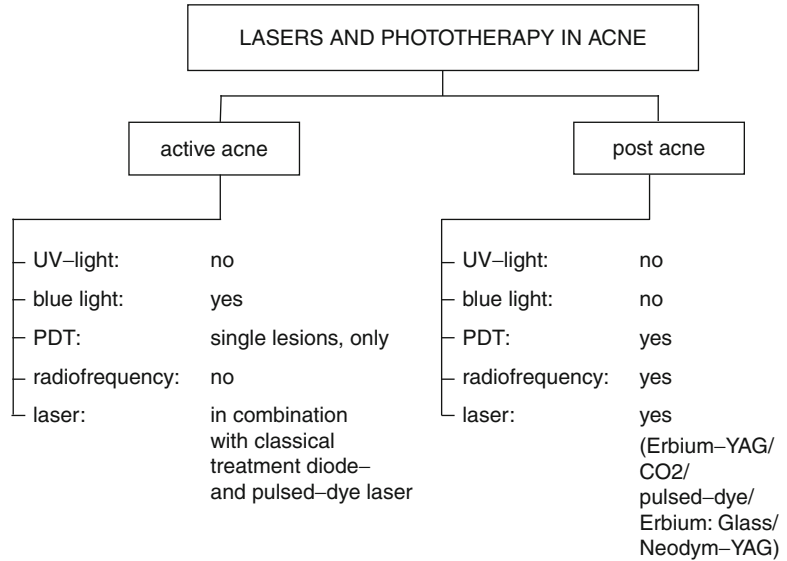 LASERS AND PHOTOTHERAPY IN ACNE
active acne
UV–light: no
blue light: yes
PDT: single lesions, only
radiofrequency: no
laser: in combination
with classical
treatment diode–
and pulsed–dye laser
post acne
UV–light: no
blue light: no
PDT: yes
radiofrequency: yes
laser: yes
(Erbium–YAG/
CO2/
pulsed–dye/
Erbium: Glass/
Neodym–YAG)